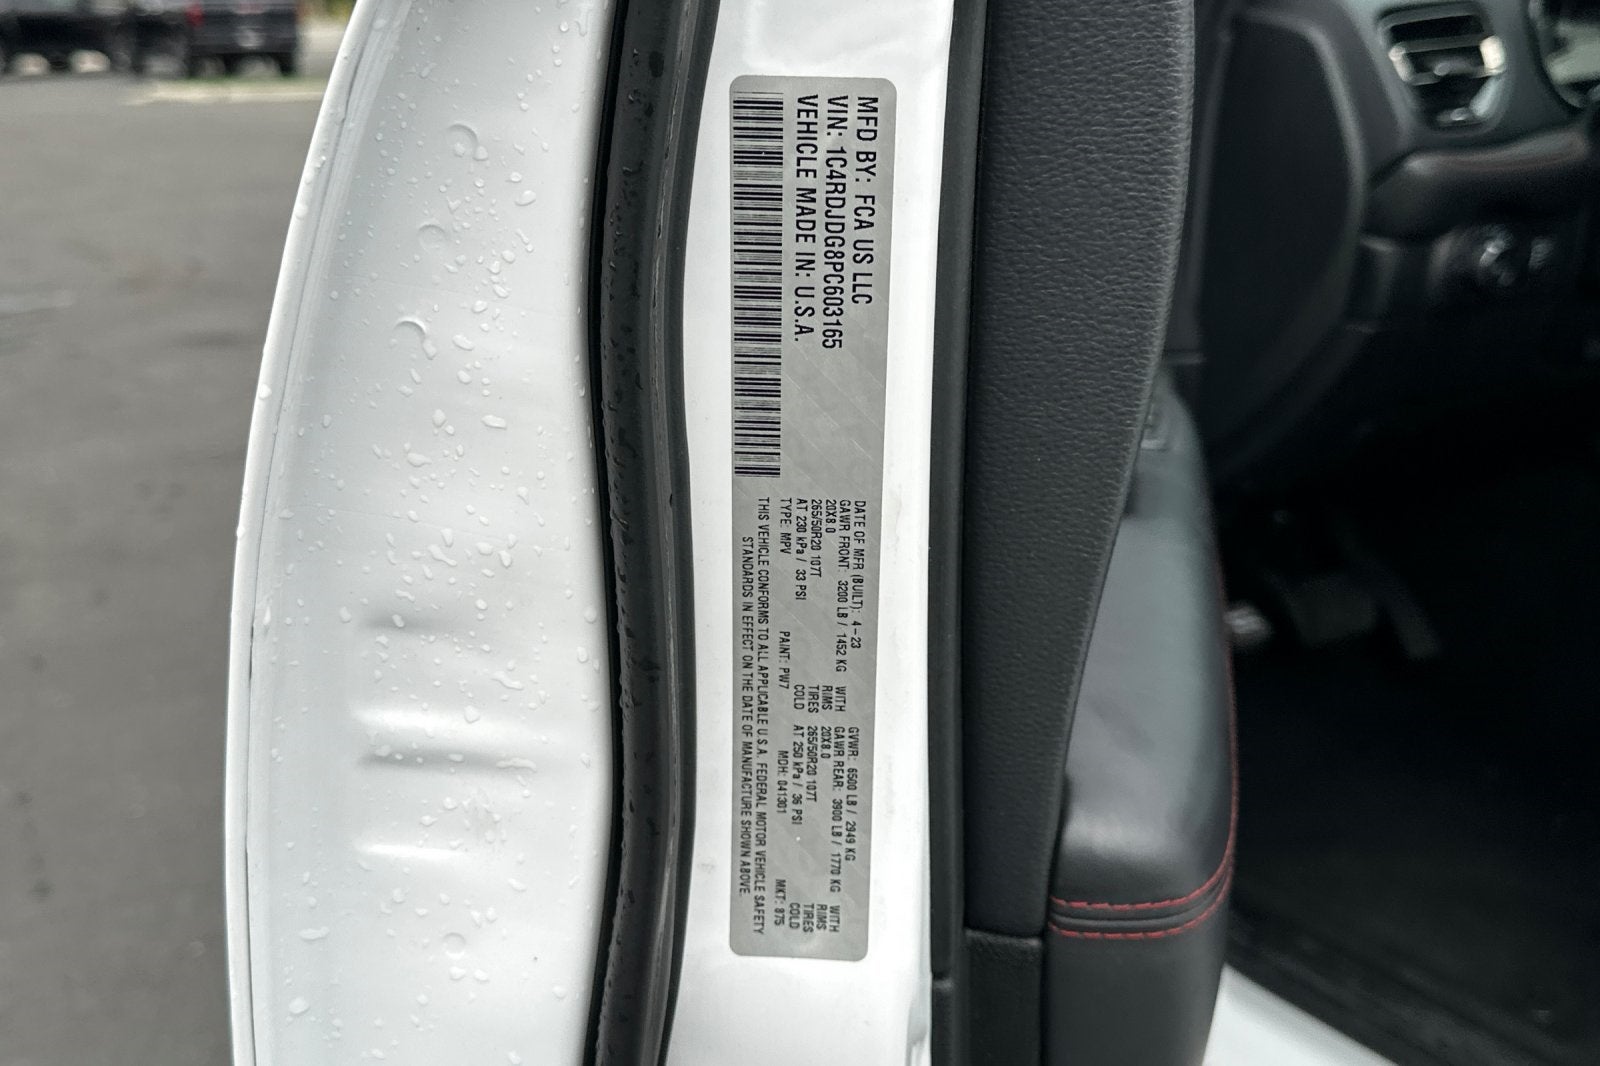 MFD BY: FCA US LLC
VIN: 1C4RDJDG8PC603165
VEHICLE MADE IN: U.S.A.
DATE OF MFR (BUILT): 4-23 GVWR: 6500 LB / 2949 KG
GAWR FRONT: 3200 LB / 1452 KG WITH GAWR REAR: 3900 LB / 1770 KG WITH
20X8.0 RIMS 20X8.0 RIMS
265/50R20 107T TIRES 265/50R20 107T TIRES
AT 230 kPa / 33 PSI COLD AT 250 kPa / 36 PSI COLD
TYPE: MPV PAINT: PW7 MDH: 041301 MKT: 875
THIS VEHICLE CONFORMS TO ALL APPLICABLE U.S.A. FEDERAL MOTOR VEHICLE SAFETY
STANDARDS IN EFFECT ON THE DATE OF MANUFACTURE SHOWN ABOVE.